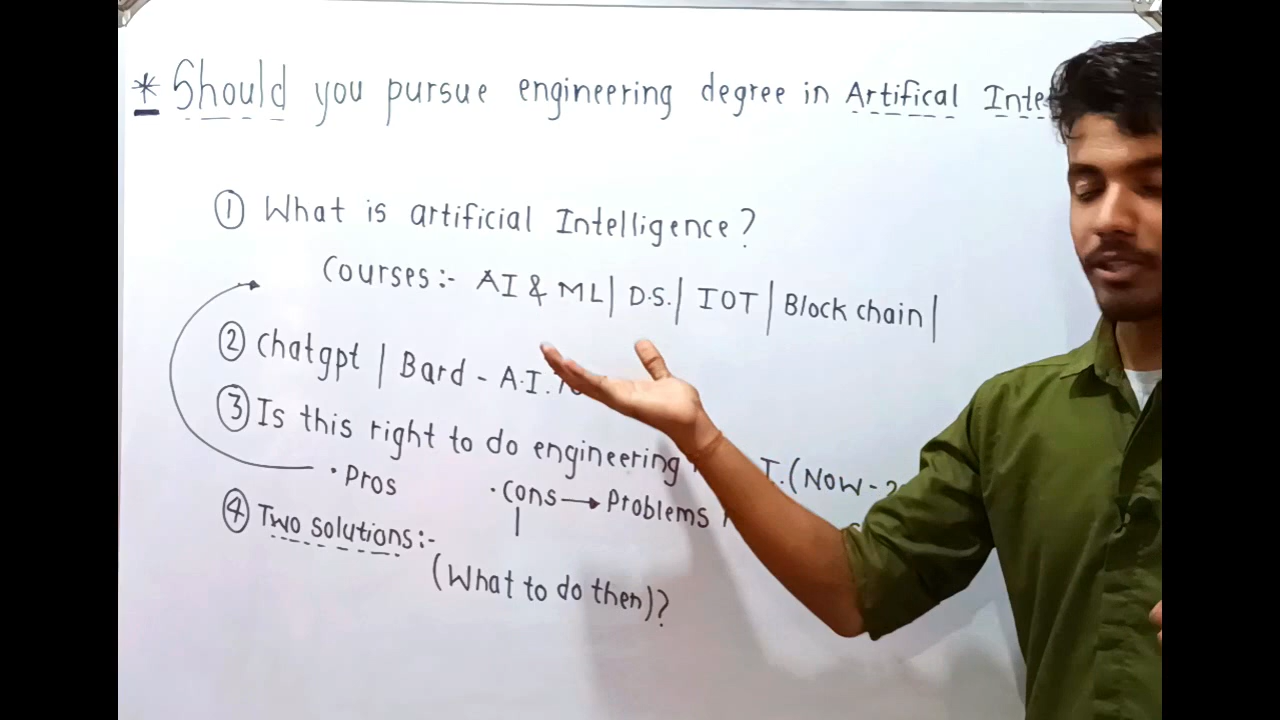 * Should you pursue engineering degree in Artifical
① What is artificial Intelligence?
Courses:- AI & ML| D.S.| IOT | Block chain |
② Chatgpt | Bard - A.I.
③ Is this right to do engineering I. (Now -
• Pros • Cons → Problems
④ Two solutions:-
(What to do then)?